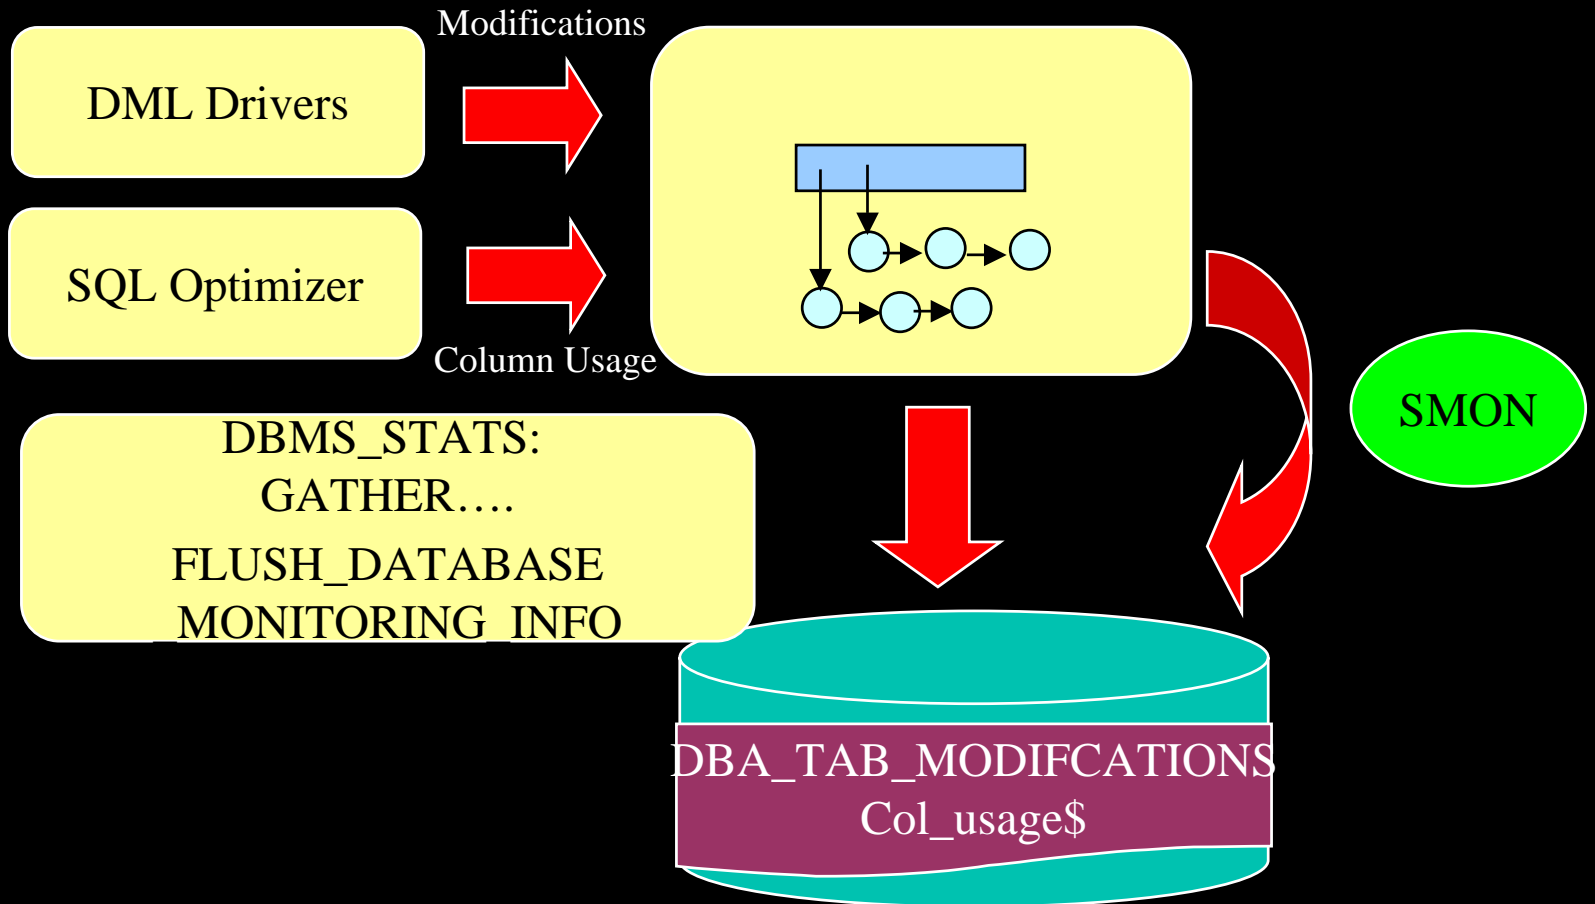 Modifications
DML Drivers
SQL Optimizer
Column Usage
SMON
DBMS_STATS:
GATHER….
FLUSH_DATABASE
_MONITORING_INFO
DBA_TAB_MODIFCATIONS
Col_usage$